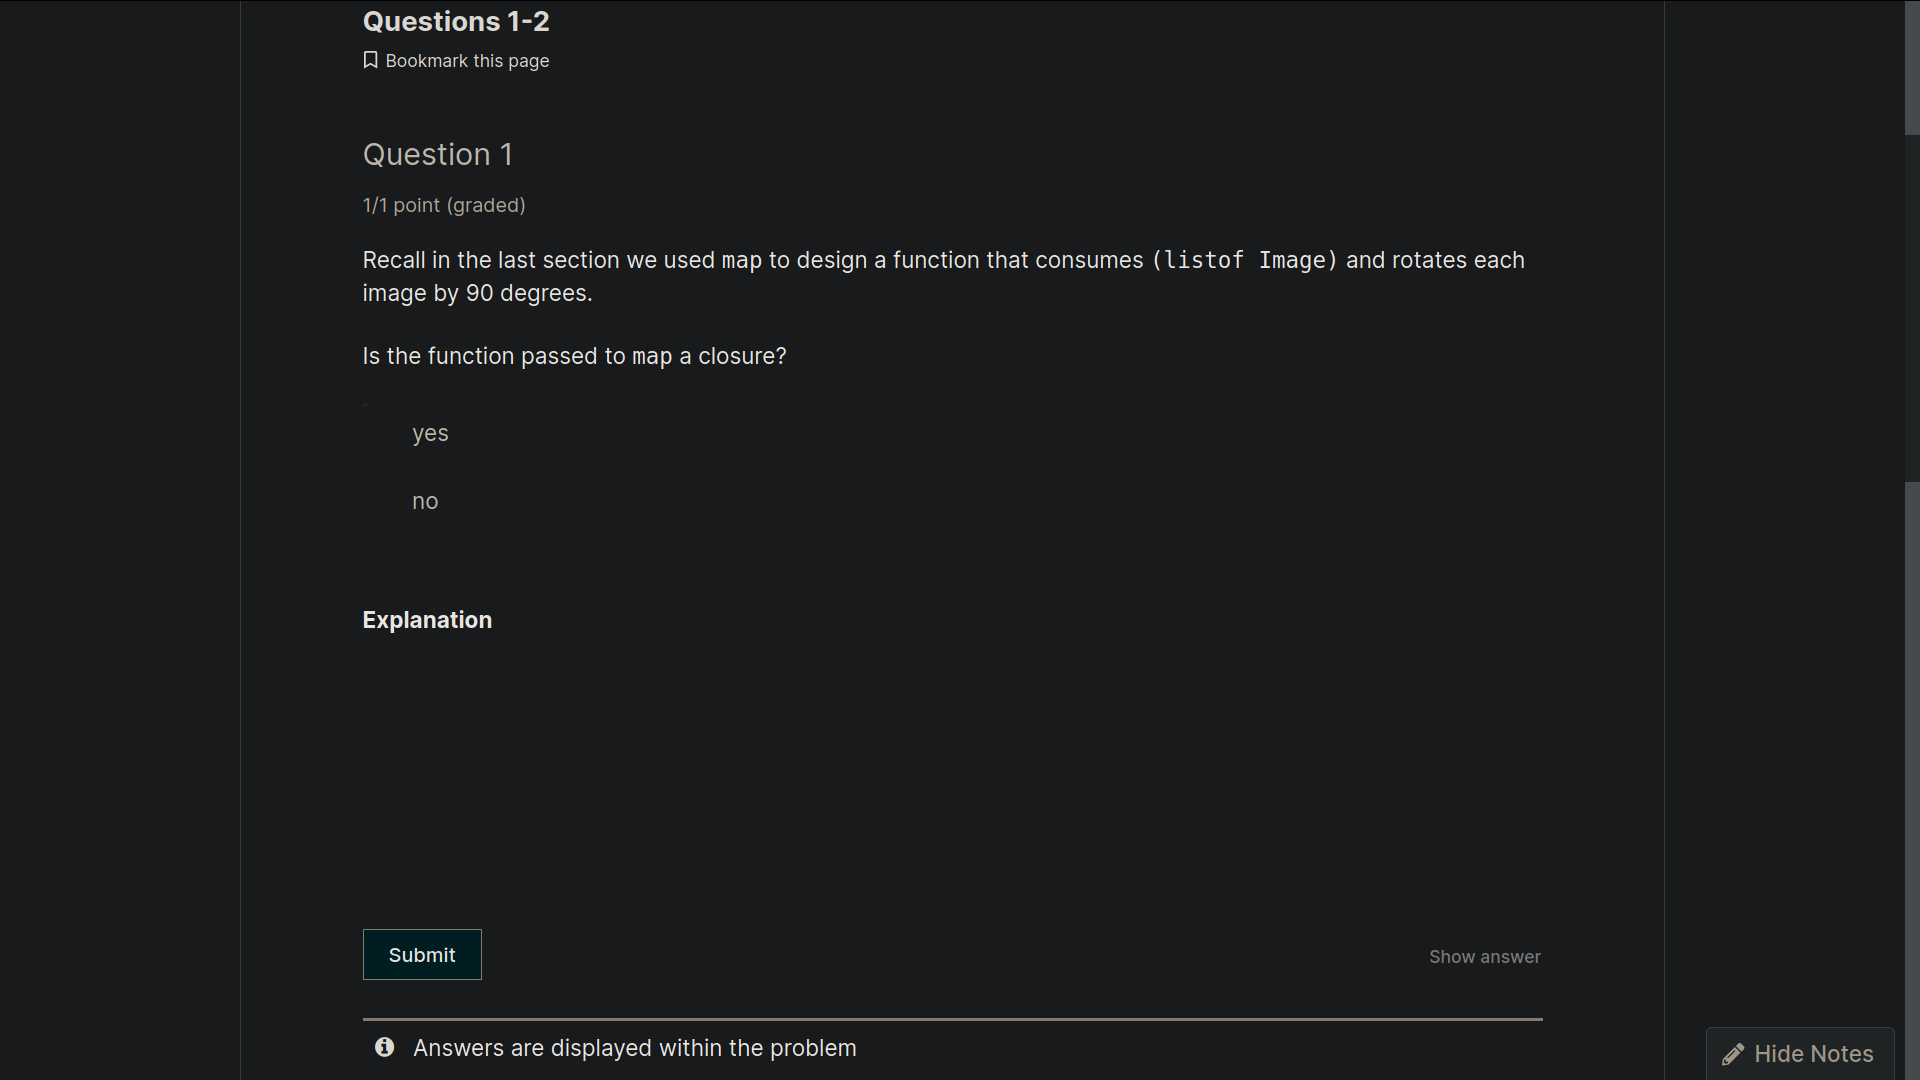 Questions 1-2
Bookmark this page
Question 1
1/1 point (graded)
Recall in the last section we used map to design a function that consumes (listof Image) and rotates each
image by 90 degrees.
Is the function passed to map a closure?
yes
no
Explanation
Submit
Show answer
Answers are displayed within the problem
Hide Notes